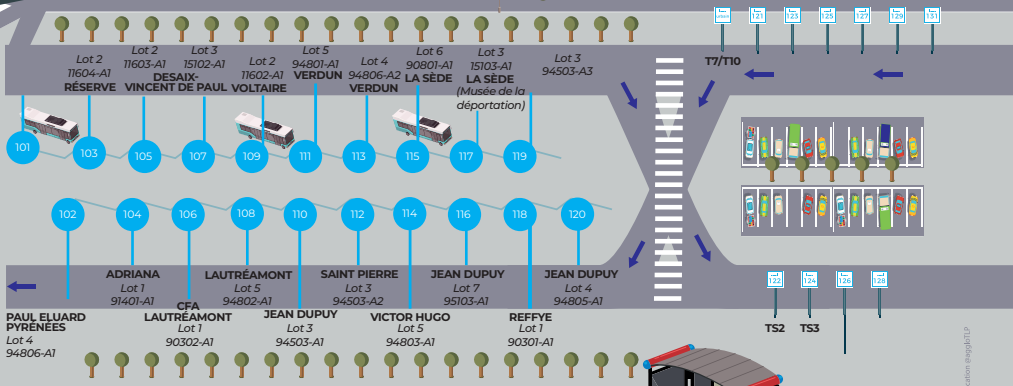 121 123 125 127 129 131
T7/T10
Lot 2
11604-A1
RÉSERVE
Lot 2
11603-A1
DESAIX-
VINCENT DE PAUL
Lot 3
15102-A1
Lot 2
11602-A1
VOLTAIRE
Lot 5
94801-A1
VERDUN
Lot 4
94806-A2
VERDUN
Lot 6
90801-A1
LA SÈDE
Lot 3
15103-A1
LA SÈDE
(Musée de la
déportation)
Lot 3
94503-A3
101 103 105 107 109 111 113 115 117 119
102 104 106 108 110 112 114 116 118 120
PAUL ELUARD
PYRÉNÉES
Lot 4
94806-A1
ADRIANA
Lot 1
91401-A1
CFA
LAUTRÉAMONT
Lot 1
90302-A1
LAUTRÉAMONT
Lot 5
94802-A1
JEAN DUPUY
Lot 3
94503-A1
SAINT PIERRE
Lot 3
94503-A2
VICTOR HUGO
Lot 5
94803-A1
JEAN DUPUY
Lot 7
95103-A1
REFFYE
Lot 1
90301-A1
JEAN DUPUY
Lot 4
94805-A1
122 124 126 128
TS2 TS3
cation @aggloTLP